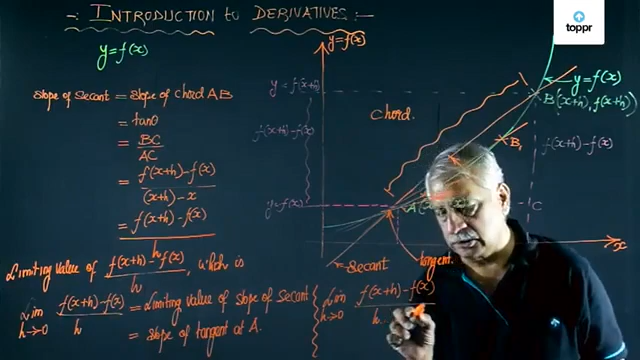 :- INTRODUCTION to DERIVATIVES:-
toppr
y = f(x)
Slope of Secant = Slope of Chord AB
= tanθ
= BC/AC
= f(x+h)-f(x)/(x+h)-x
= f(x+h)-f(x)/h
Limiting value of f(x+h)-f(x)/h, which is
Lim h→0 f(x+h)-f(x)/h = Limiting value of slope of Secant
= Slope of tangent at A.
Lim h→0 f(x+h)-f(x)/h
y=f(x)
y=f(x+h)
f(x+h)-f(x)
y=f(x)
Chord.
y=f(x)
B(x+h), f(x+h))
B₁
f(x+h)-f(x)
A(x
C
x
Secant
tangent.